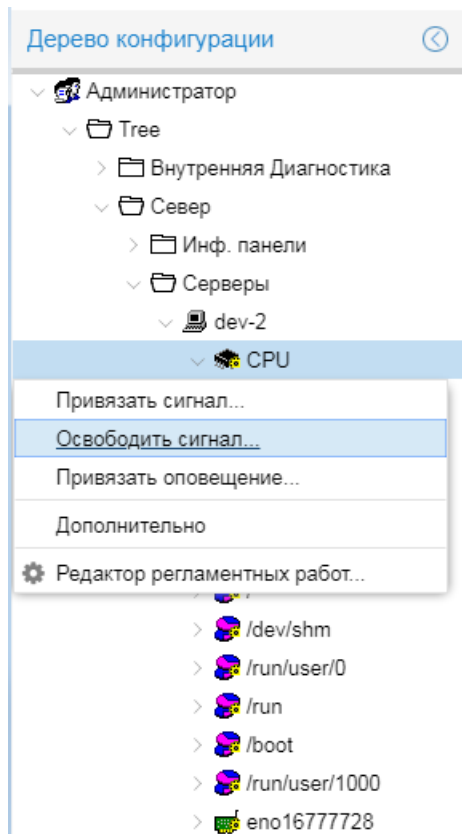 Дерево конфигурации
Администратор
Tree
Внутренняя Диагностика
Север
Инф. панели
Серверы
dev-2
CPU
Привязать сигнал...
Освободить сигнал...
Привязать оповещение...
Дополнительно
Редактор регламентных работ...
/
/dev/shm
/run/user/0
/run
/boot
/run/user/1000
eno16777728